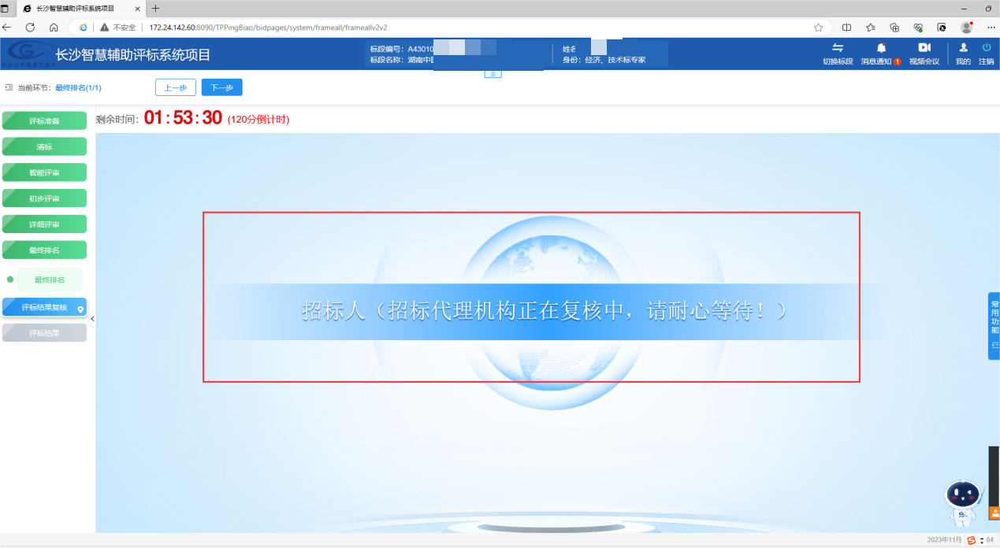 长沙智慧辅助评标系统项目
不安全 | 172.24.142.60:8090/TPPingBiao/bidpages/system/frameall/frameallv2v2
长沙智慧辅助评标系统项目
标段编号：A43010
标段名称：湖南中
姓名
身份：经济、技术标专家
切换标段
消息通知 1
视频会议
我的
注销
当前环节：最终排名(1/1)
上一步
下一步
剩余时间：01:53:30 (120分倒计时)
评标准备
清标
智能评审
初步评审
详细评审
最终排名
最终排名
评标结果复核
评标结果
招标人（招标代理机构正在复核中，请耐心等待！）
常用功能
2023年11月
04